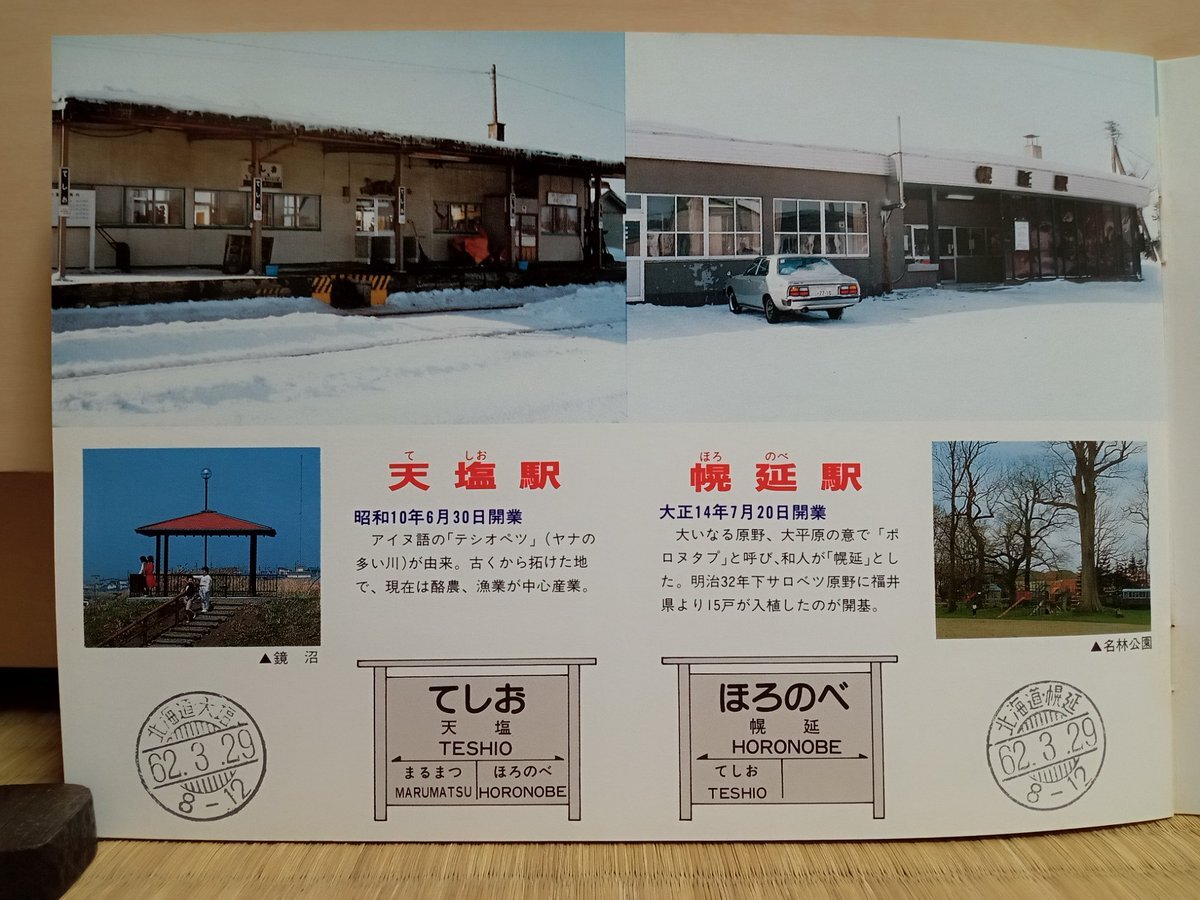 てしお
てしお
てしお
幌延駅
天塩駅
てしお
昭和10年6月30日開業
アイヌ語の「テシオペツ」(ヤナの
多い川)が由来。古くから拓けた地
で、現在は酪農、漁業が中心産業。
▲鏡 沼
幌延駅
ほろ のべ
大正14年7月20日開業
大いなる原野、大平原の意で「ポ
ロヌタプ」と呼び、和人が「幌延」とし
た。明治32年下サロベツ原野に福井
県より15戸が入植したのが開基。
▲名林公園
北海道・天塩
62.3.29
8-12
てしお
天塩
TESHIO
まるまつ ほろのべ
MARUMATSU HORONOBE
ほろのべ
幌延
HORONOBE
てしお
TESHIO
北海道・幌延
62.3.29
8-12